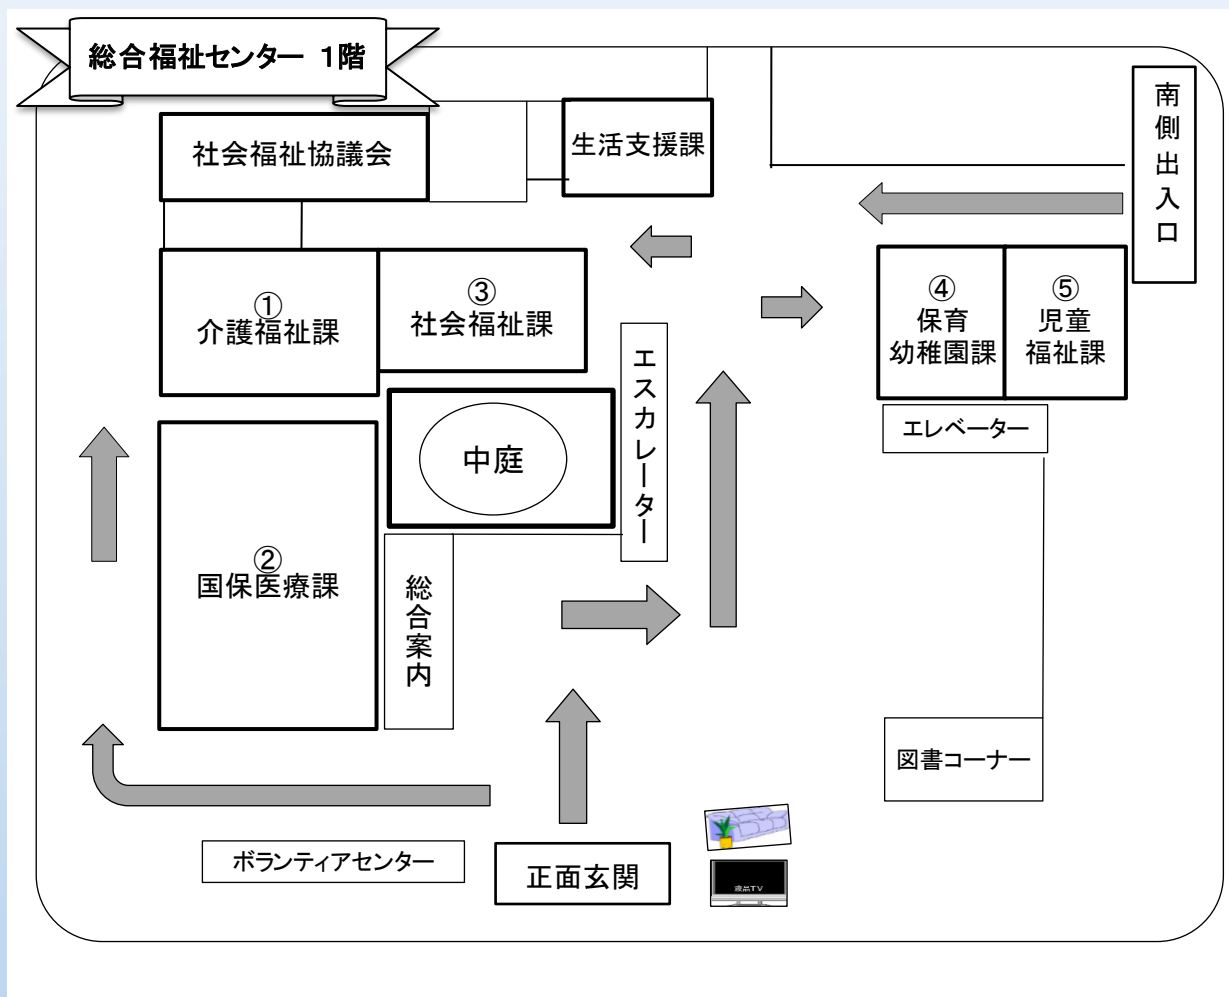 総合福祉センター １階
社会福祉協議会
生活支援課
南側出入口
①
介護福祉課
③
社会福祉課
④
保育
幼稚園課
⑤
児童
福祉課
エスカレーター
エレベーター
中庭
②
国保医療課
総合案内
図書コーナー
ボランティアセンター
正面玄関
液晶TV